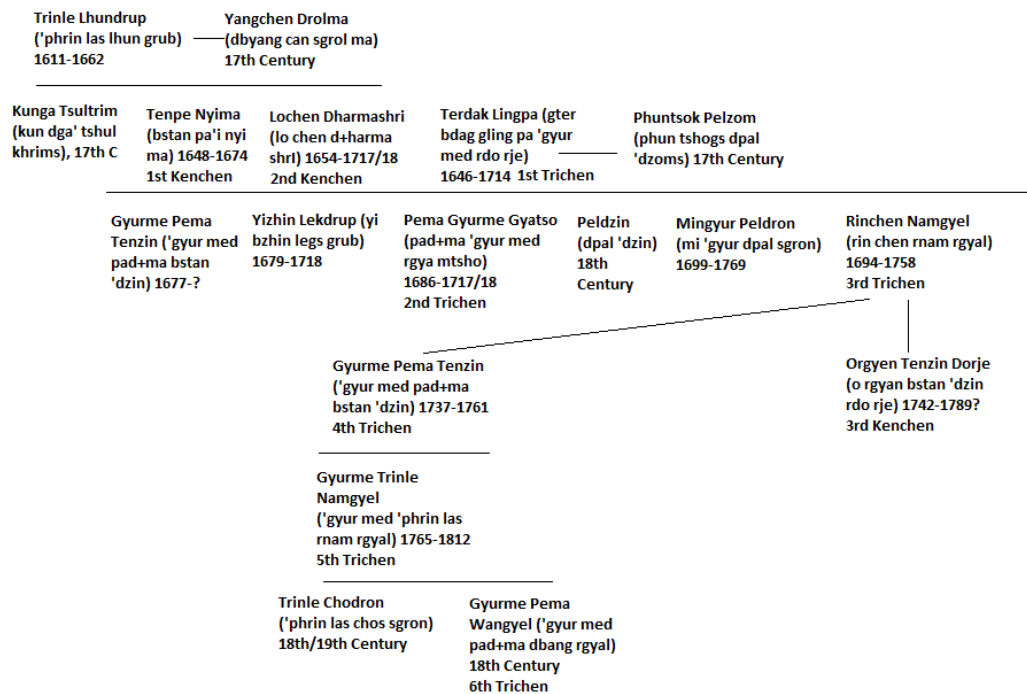 Trinle Lhundrup
('phrin las lhun grub)
1611-1662
Yangchen Drolma
(dbyang can sgrol ma)
17th Century
Kunga Tsultrim
(kun dga' tshul
khrims), 17th C
Tenpe Nyima
(bstan pa'i nyi
ma) 1648-1674
1st Kenchen
Lochen Dharmashri
(lo chen d+harma
shrI) 1654-1717/18
2nd Kenchen
Terdak Lingpa (gter
bdag gling pa 'gyur
med rdo rje)
1646-1714 1st Trichen
Phuntsok Pelzom
(phun tshogs dpal
'dzoms) 17th Century
Gyurme Pema
Tenzin ('gyur med
pad+ma bstan
'dzin) 1677-?
Yizhin Lekdrup (yi
bzhin legs grub)
1679-1718
Pema Gyurme Gyatso
(pad+ma 'gyur med
rgya mtsho)
1686-1717/18
2nd Trichen
Peldzin
(dpal 'dzin)
18th
Century
Mingyur Peldron
(mi 'gyur dpal sgron)
1699-1769
Rinchen Namgyel
(rin chen rnam rgyal)
1694-1758
3rd Trichen
Gyurme Pema Tenzin
('gyur med pad+ma
bstan 'dzin) 1737-1761
4th Trichen
Orgyen Tenzin Dorje
(o rgyan bstan 'dzin
rdo rje) 1742-1789?
3rd Kenchen
Gyurme Trinle
Namgyel
('gyur med 'phrin las
rnam rgyal) 1765-1812
5th Trichen
Trinle Chodron
('phrin las chos sgron)
18th/19th Century
Gyurme Pema
Wangyel ('gyur med
pad+ma dbang rgyal)
18th Century
6th Trichen